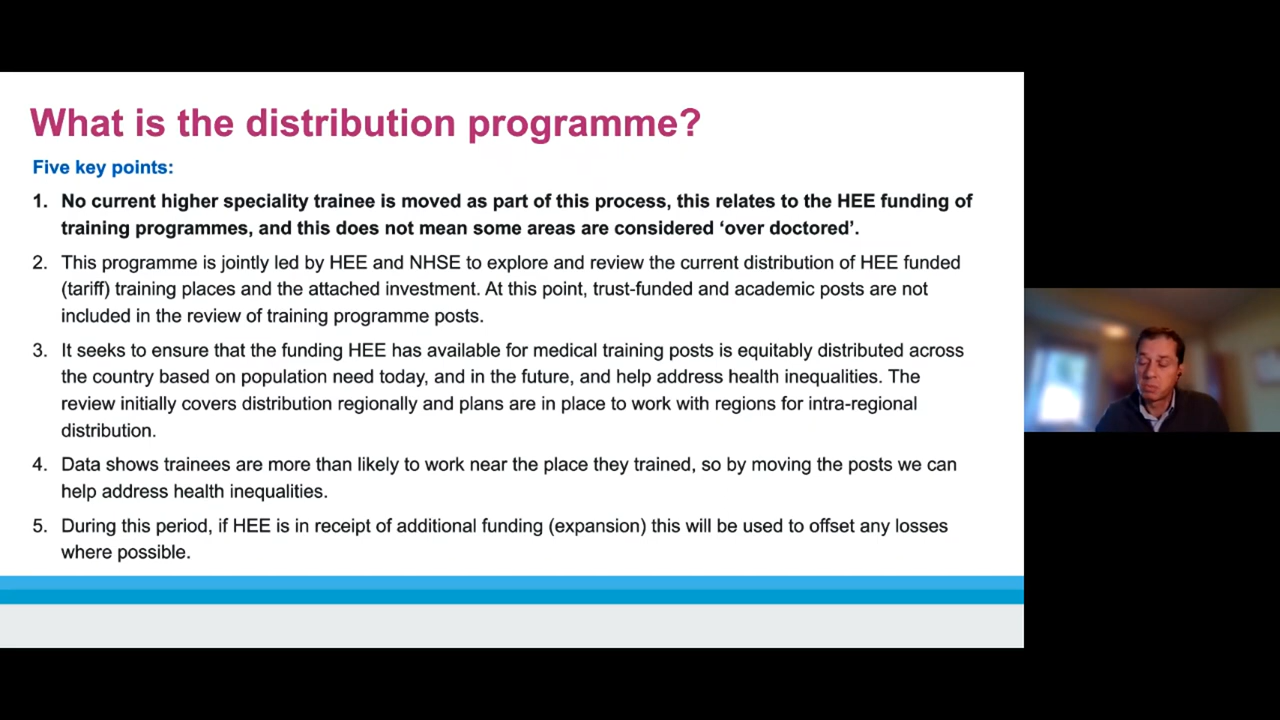 What is the distribution programme?
Five key points:
1. No current higher speciality trainee is moved as part of this process, this relates to the HEE funding of
training programmes, and this does not mean some areas are considered ‘over doctored’.
2. This programme is jointly led by HEE and NHSE to explore and review the current distribution of HEE funded
(tariff) training places and the attached investment. At this point, trust-funded and academic posts are not
included in the review of training programme posts.
3. It seeks to ensure that the funding HEE has available for medical training posts is equitably distributed across
the country based on population need today, and in the future, and help address health inequalities. The
review initially covers distribution regionally and plans are in place to work with regions for intra-regional
distribution.
4. Data shows trainees are more than likely to work near the place they trained, so by moving the posts we can
help address health inequalities.
5. During this period, if HEE is in receipt of additional funding (expansion) this will be used to offset any losses
where possible.